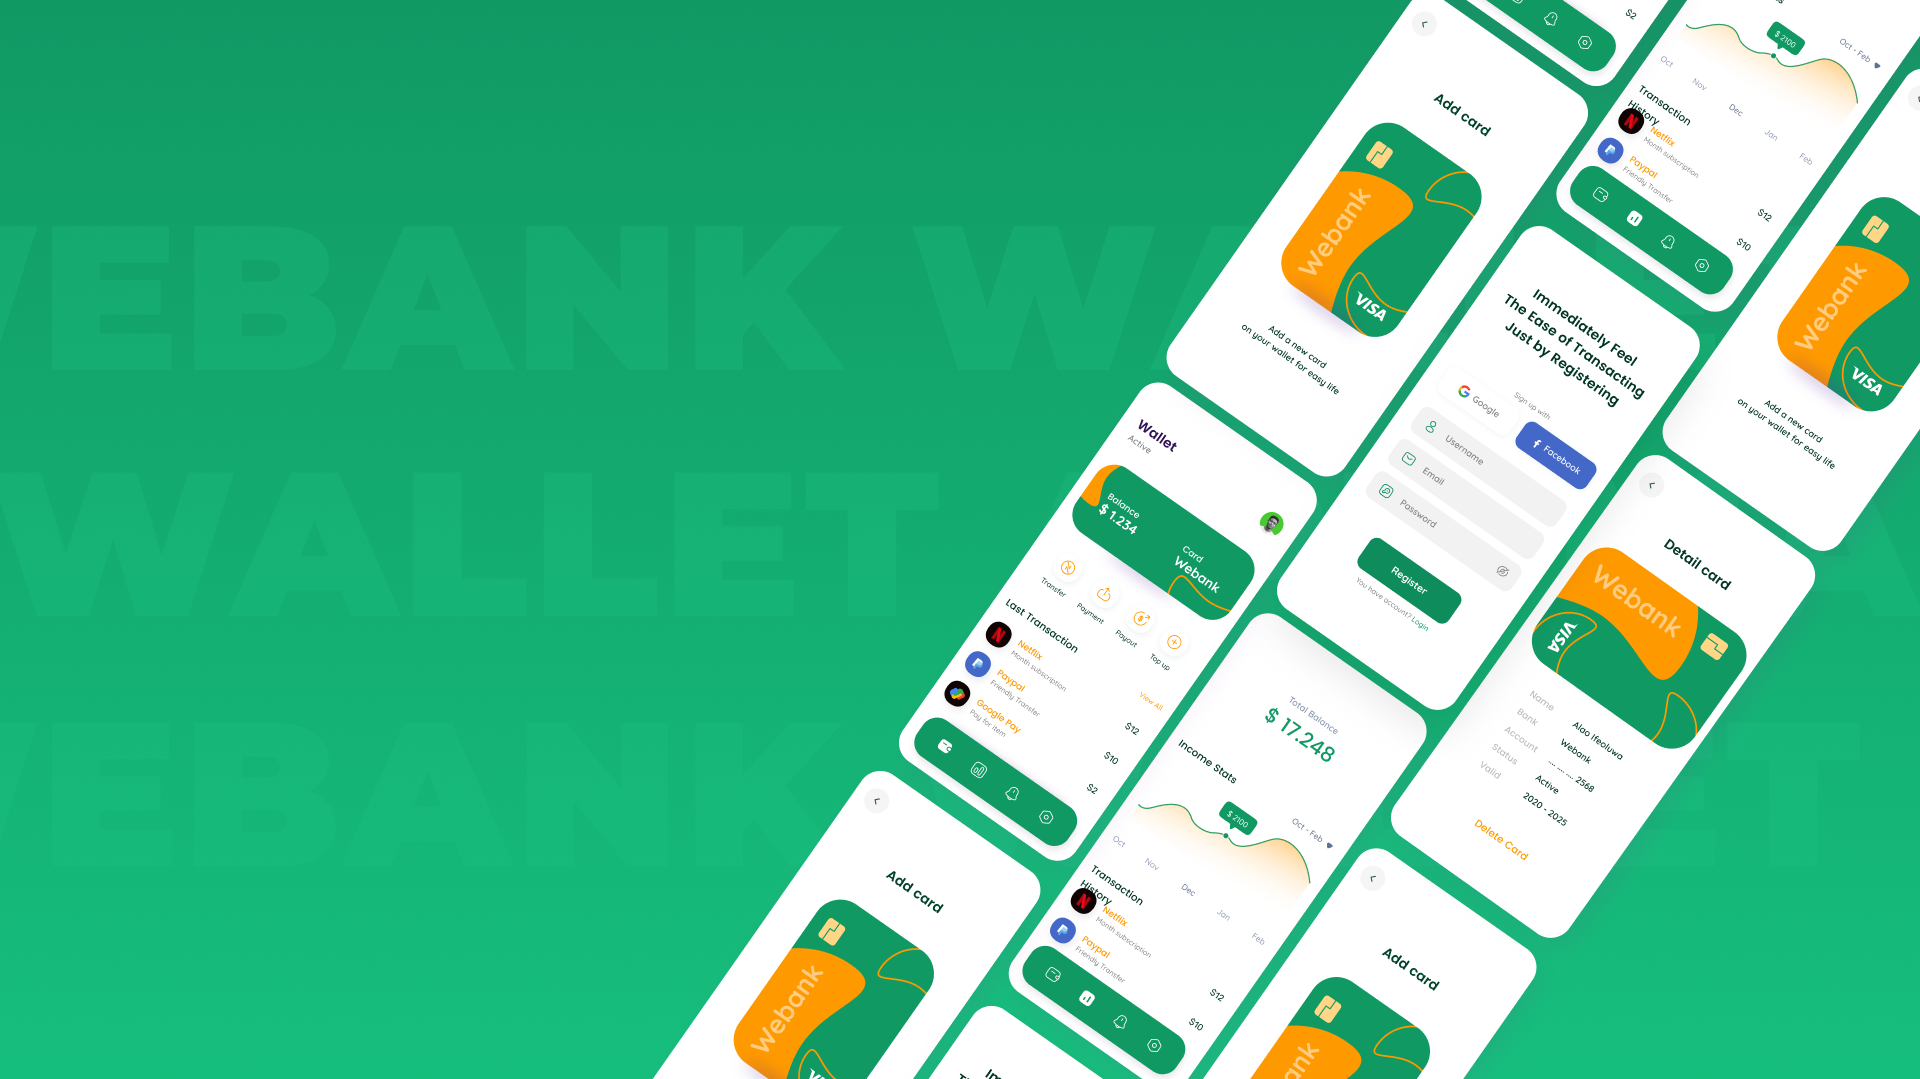 WEBANK WA
WALLET
WEBANK
Add card
Webank
VISA
Add a new card
on your wallet for easy life
$2
$ 2100
Oct - Feb
Oct
Nov
Dec
Jan
Feb
Transaction
History
Netflix
Month subscription
Paypal
Friendly Transfer
$12
$10
Immediately Feel
The Ease of Transacting
Just by Registering
Sign up with
Google
Facebook
Username
Email
Password
Register
You have account? Login
Webank
VISA
Add a new card
on your wallet for easy life
Wallet
Active
Balance
$ 1.234
Card
Webank
Transfer
Payment
Payout
Top up
Last Transaction
View All
Netflix
Month subscription
$12
Paypal
Friendly Transfer
$10
Google Pay
Pay for item
$2
Total Balance
$ 17.248
Income Stats
Oct - Feb
$ 2100
Oct
Nov
Dec
Jan
Feb
Transaction
History
Netflix
Month subscription
$12
Paypal
Friendly Transfer
$10
Detail card
Webank
VISA
Name
Alao Ifeoluwa
Bank
Webank
Account
.... .... .... 2568
Status
Active
Valid
2020 - 2025
Delete Card
Add card
Webank
Add card